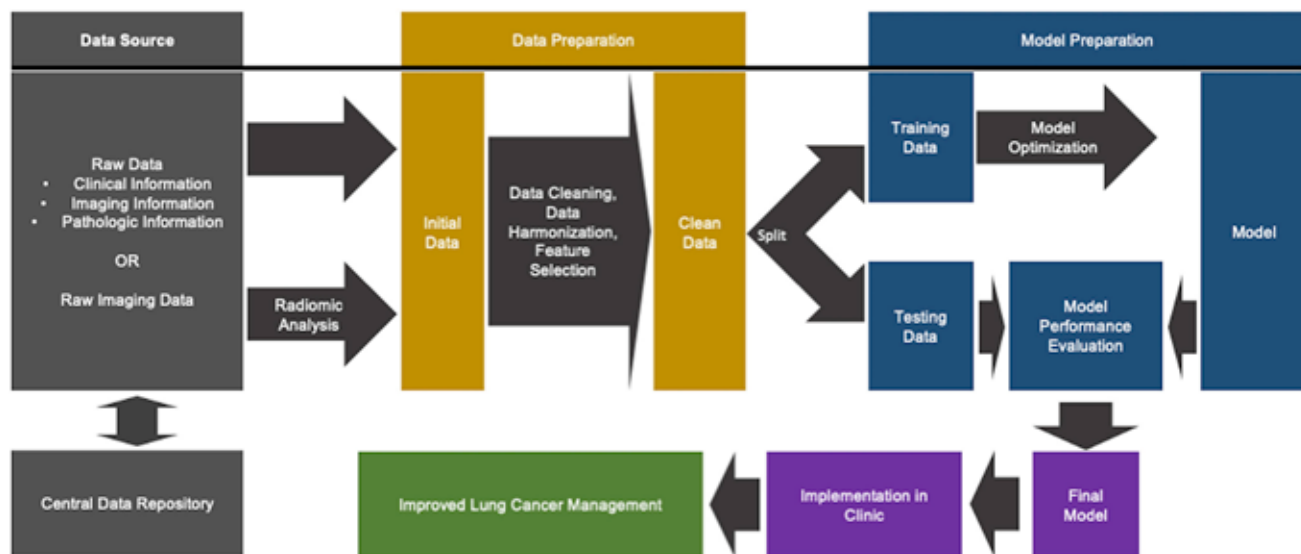 Data Source
Data Preparation
Model Preparation
Raw Data
• Clinical Information
• Imaging Information
• Pathologic Information
OR
Raw Imaging Data
Radiomic
Analysis
Initial
Data
Data Cleaning,
Data
Harmonization,
Feature
Selection
Clean
Data
Split
Training
Data
Model
Optimization
Model
Testing
Data
Model
Performance
Evaluation
Central Data Repository
Improved Lung Cancer Management
Implementation in
Clinic
Final
Model